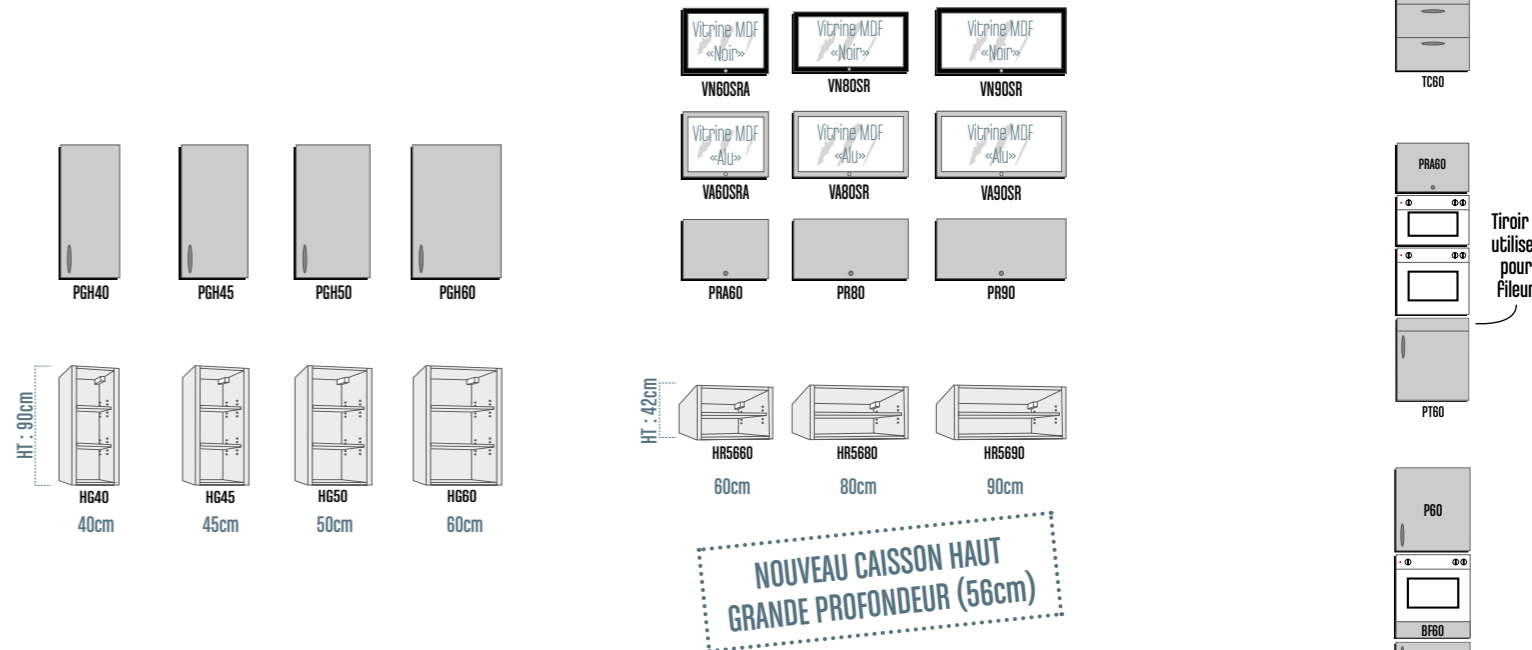 Vitrine MDF
«Noir»
VN60SRA
Vitrine MDF
«Noir»
VN80SR
Vitrine MDF
«Noir»
VN90SR
Vitrine MDF
«Alu»
VA60SRA
Vitrine MDF
«Alu»
VA80SR
Vitrine MDF
«Alu»
VA90SR
PGH40
PGH45
PGH50
PGH60
PRA60
PR80
PR90
HT : 90cm
HG40
HG45
HG50
HG60
40cm
45cm
50cm
60cm
HT : 42cm
HR5660
HR5680
HR5690
60cm
80cm
90cm
NOUVEAU CAISSON HAUT
GRANDE PROFONDEUR (56cm)
TC60
PRA60
Tiroir
utilise
pour
fileur
PT60
P60
BF60